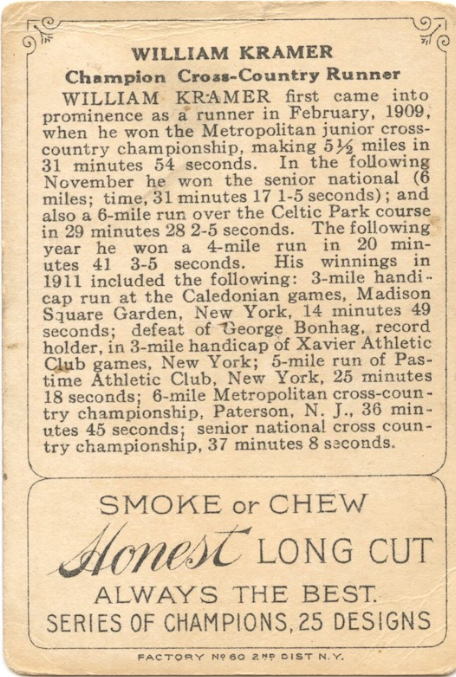 WILLIAM KRAMER
Champion Cross-Country Runner
WILLIAM KRAMER first came into
prominence as a runner in February, 1909,
when he won the Metropolitan junior cross-
country championship, making 5½ miles in
31 minutes 54 seconds. In the following
November he won the senior national (6
miles; time, 31 minutes 17 1-5 seconds); and
also a 6-mile run over the Celtic Park course
in 29 minutes 28 2-5 seconds. The following
year he won a 4-mile run in 20 min-
utes 41 3-5 seconds. His winnings in
1911 included the following: 3-mile handi-
cap run at the Caledonian games, Madison
Square Garden, New York, 14 minutes 49
seconds; defeat of George Bonhag, record
holder, in 3-mile handicap of Xavier Athletic
Club games, New York; 5-mile run of Pas-
time Athletic Club, New York, 25 minutes
18 seconds; 6-mile Metropolitan cross-coun-
try championship, Paterson, N. J., 36 min-
utes 45 seconds; senior national cross coun-
try championship, 37 minutes 8 seconds.
SMOKE or CHEW
Honest LONG CUT
ALWAYS THE BEST.
SERIES OF CHAMPIONS, 25 DESIGNS
FACTORY Nº 60 2ND DIST N.Y.